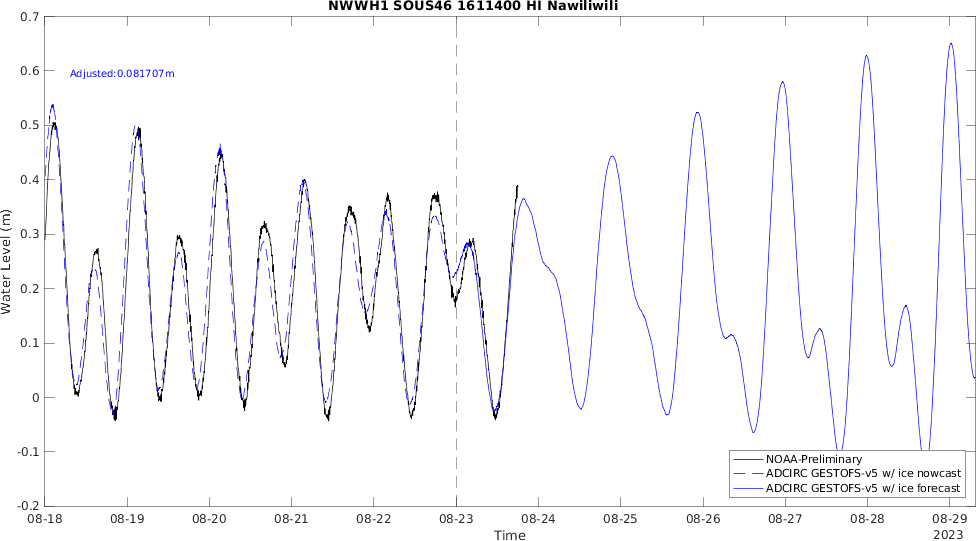 NWWH1 SOUS46 1611400 HI Nawiliwili
0.7
0.6
0.5
0.4
0.3
0.2
0.1
0
-0.1
-0.2
Water Level (m)
Adjusted:0.081707m
NOAA-Preliminary
ADCIRC GESTOFS-v5 w/ ice nowcast
ADCIRC GESTOFS-v5 w/ ice forecast
08-18 08-19 08-20 08-21 08-22 08-23 08-24 08-25 08-26 08-27 08-28 08-29
Time
2023